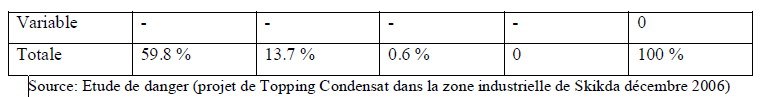 Variable - - - - 0
Totale 59.8 % 13.7 % 0.6 % 0 100 %
Source: Etude de danger (projet de Topping Condensat dans la zone industrielle de Skikda décembre 2006)